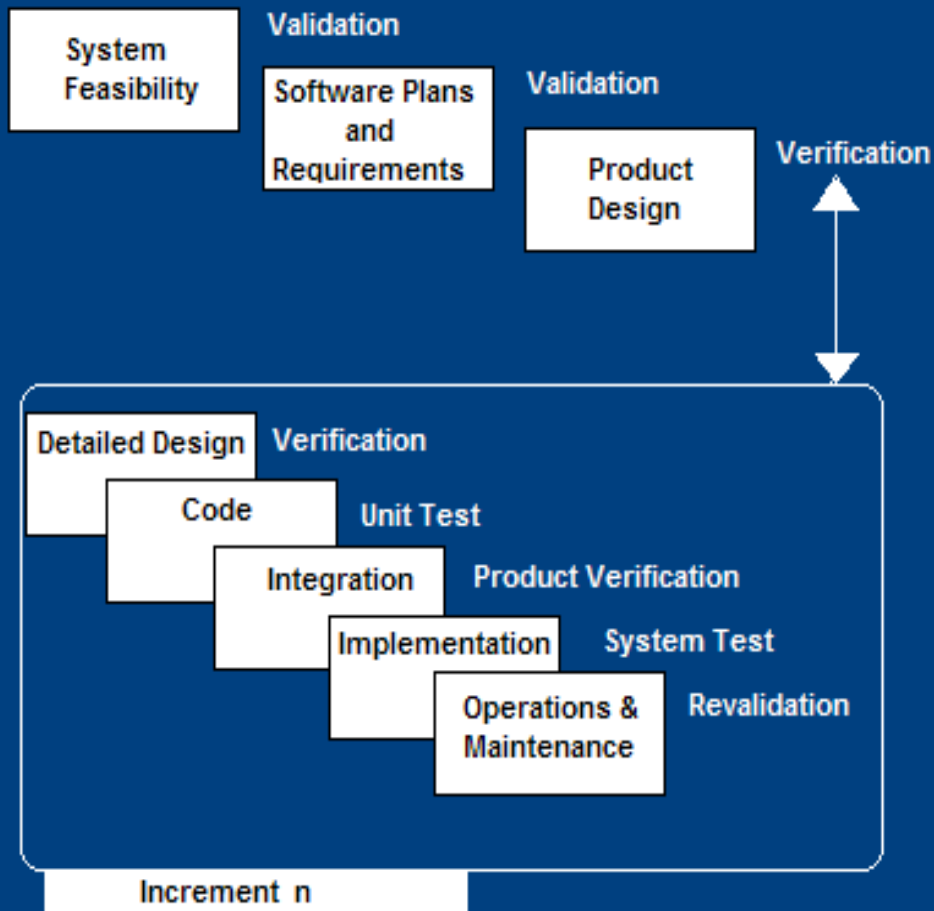 System
Feasibility
Validation
Software Plans
and
Requirements
Validation
Product
Design
Verification
Detailed Design
Verification
Code
Unit Test
Integration
Product Verification
Implementation
System Test
Operations &
Maintenance
Revalidation
Increment n